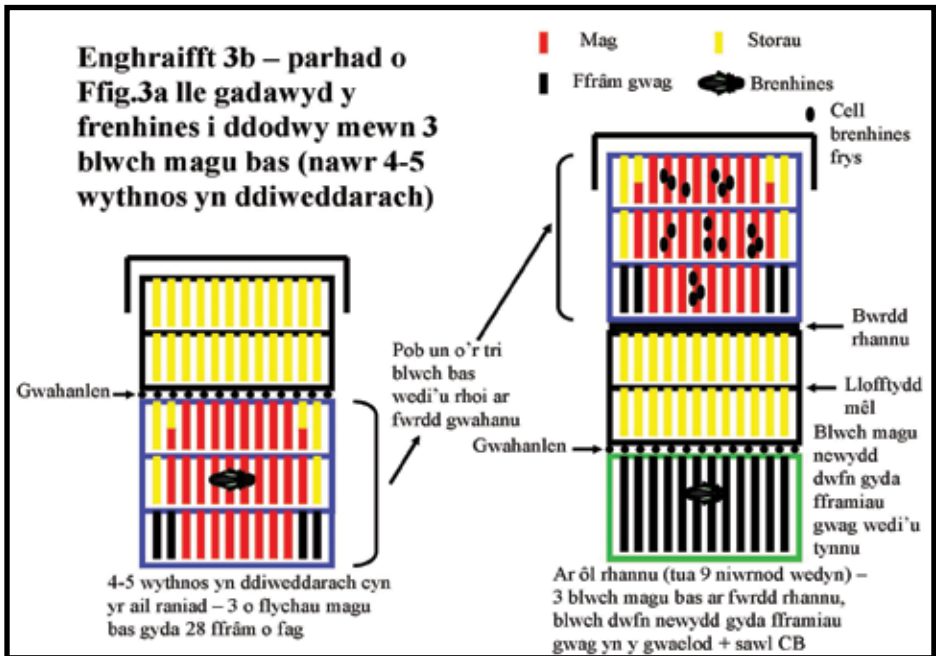 Enghraifft 3b – parhad o
Ffig.3a lle gadawyd y
frenhines i ddodwy mewn 3
blwch magu bas (nawr 4-5
wythnos yn ddiweddarach)
Mag
Storau
Ffrâm gwag
Brenhines
Cell
brenhines
frys
Gwahanlen
Pob un o'r tri
blwch bas
wedi'u rhoi ar
fwrdd gwahanu
Bwrdd
rhannu
Llofftydd
mêl
Gwahanlen
Blwch magu
newydd
dwfn gyda
fframiau
gwag wedi'u
tynnu
4-5 wythnos yn ddiweddarach cyn
yr ail raniad – 3 o flychau magu
bas gyda 28 ffrâm o fag
Ar ôl rhannu (tua 9 niwrnod wedyn) –
3 blwch magu bas ar fwrdd rhannu,
blwch dwfn newydd gyda fframiau
gwag yn y gwaelod + sawl CB